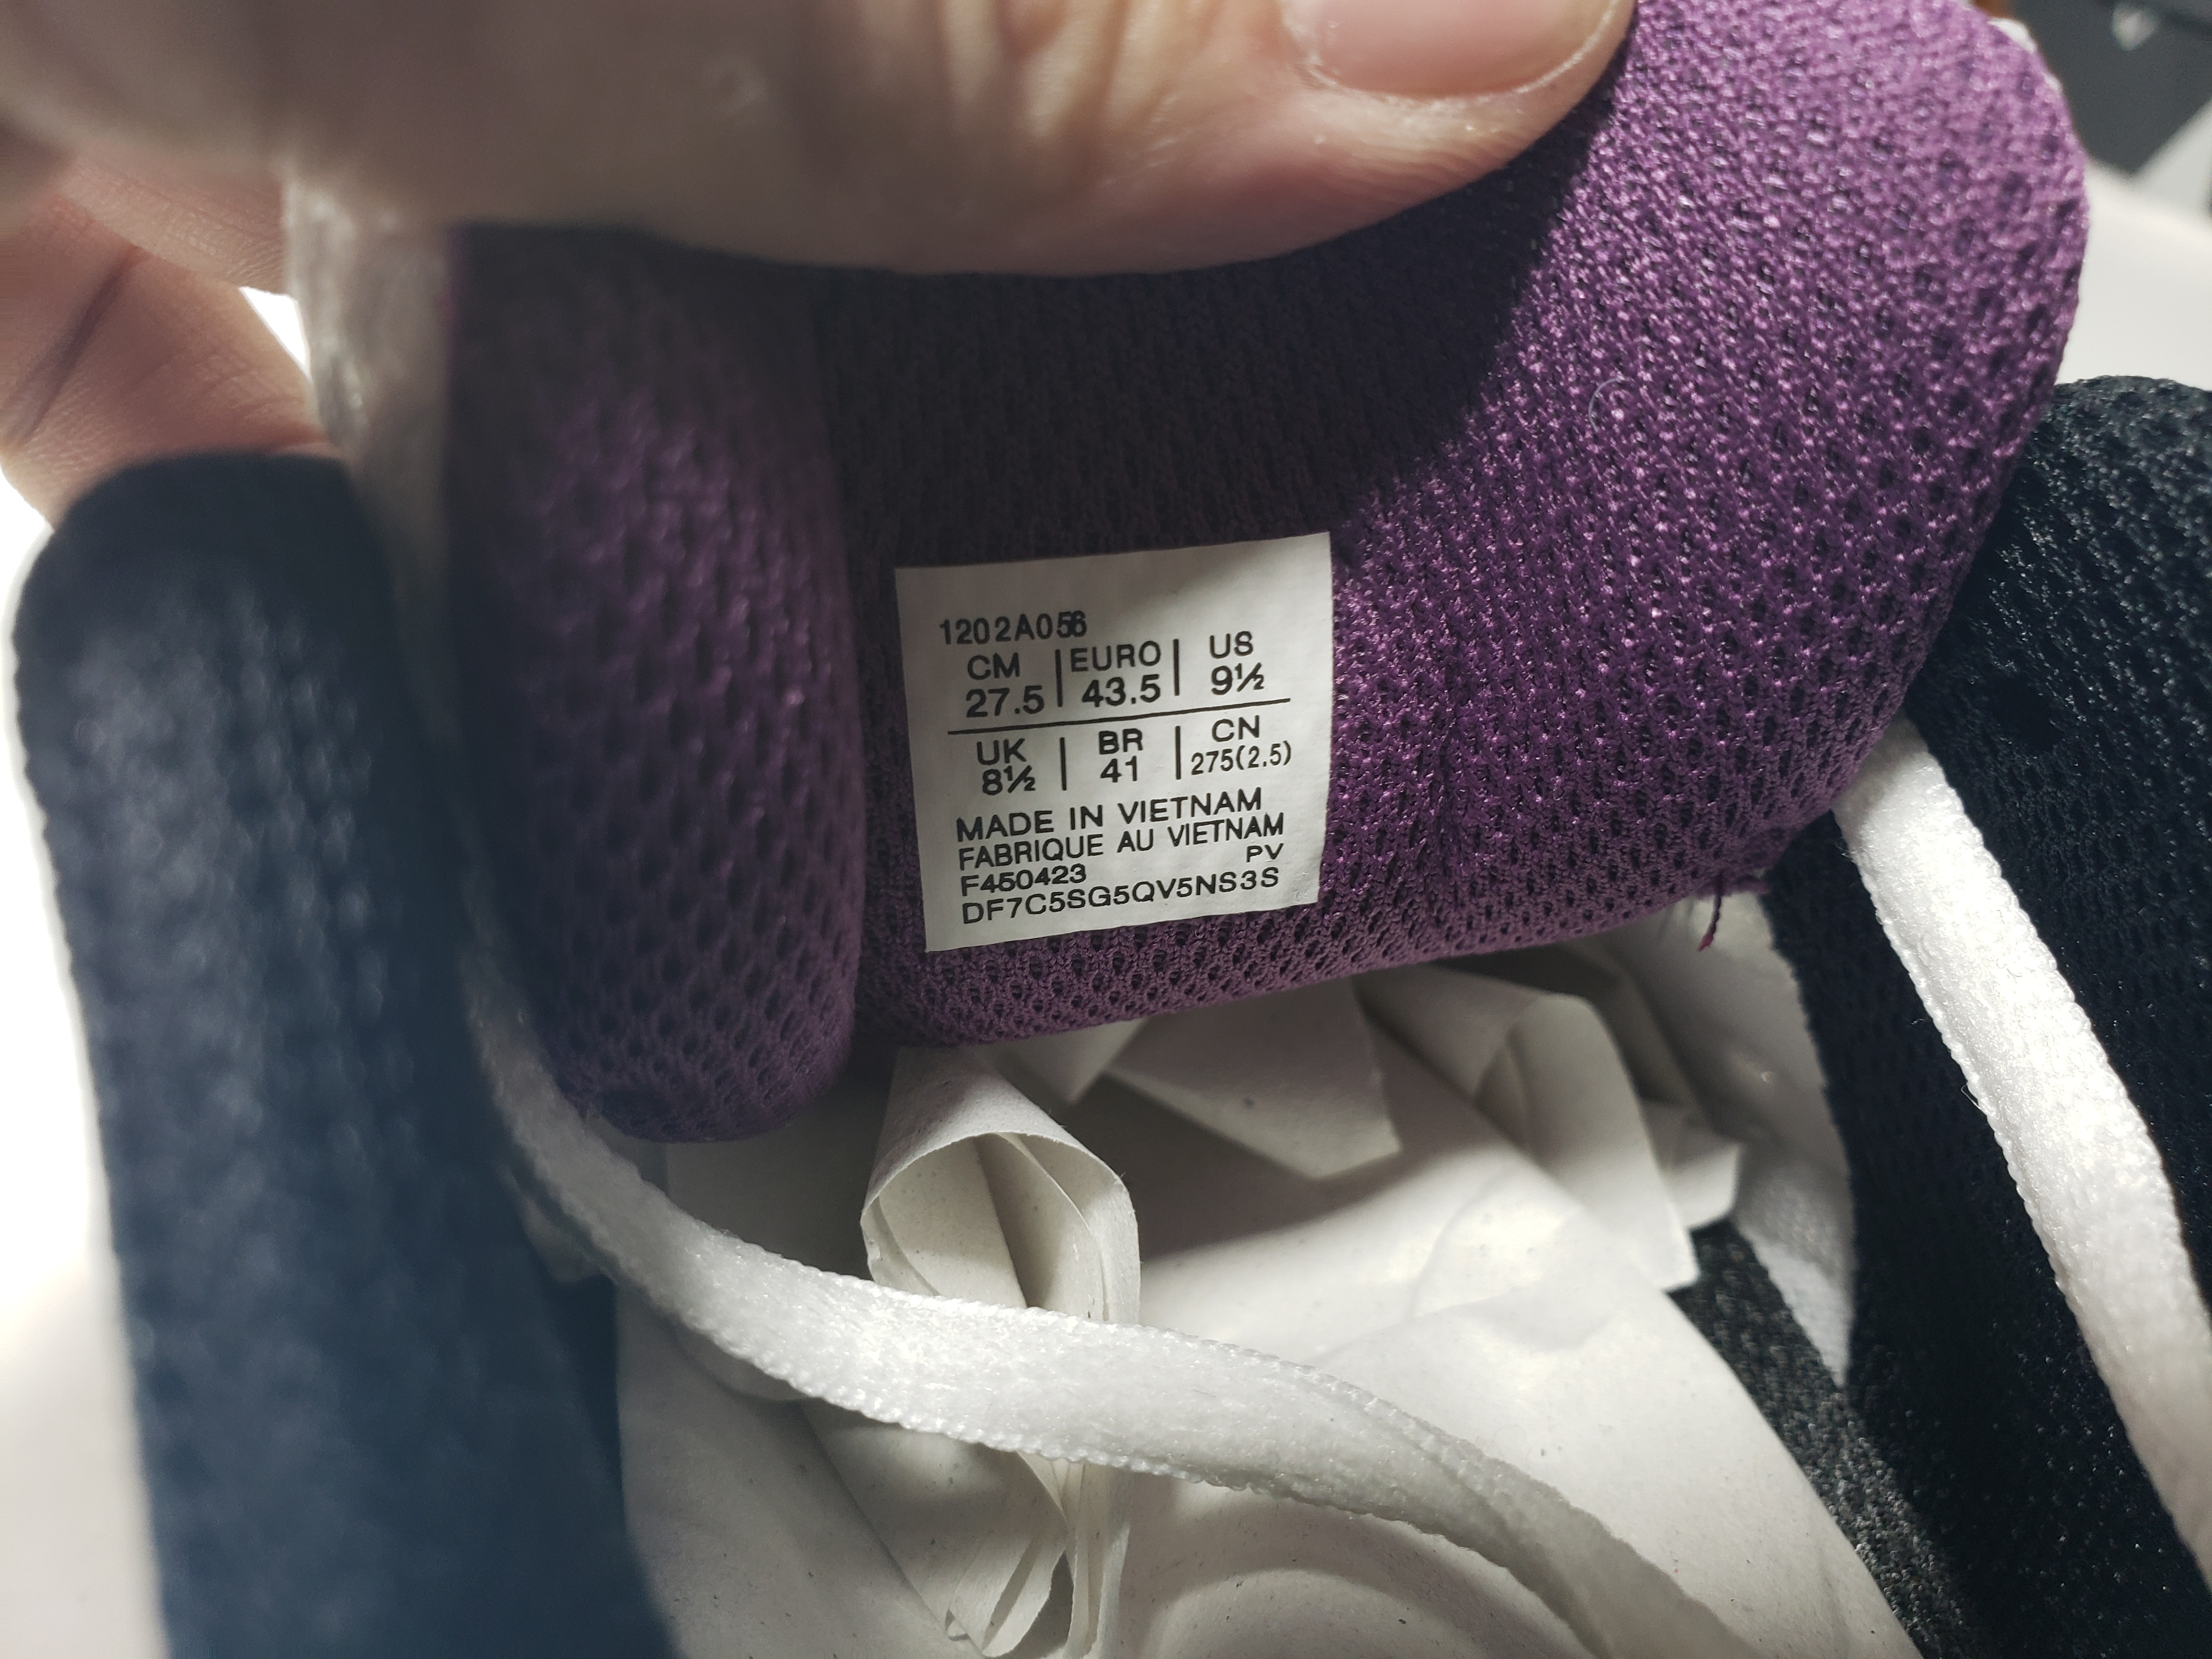 1202A056
CM | EURO | US
27.5 | 43.5 | 9½
UK | BR | CN
8½ | 41 | 275(2.5)
MADE IN VIETNAM
FABRIQUE AU VIETNAM
F450423 PV
DF7C5SG5QV5NS3S